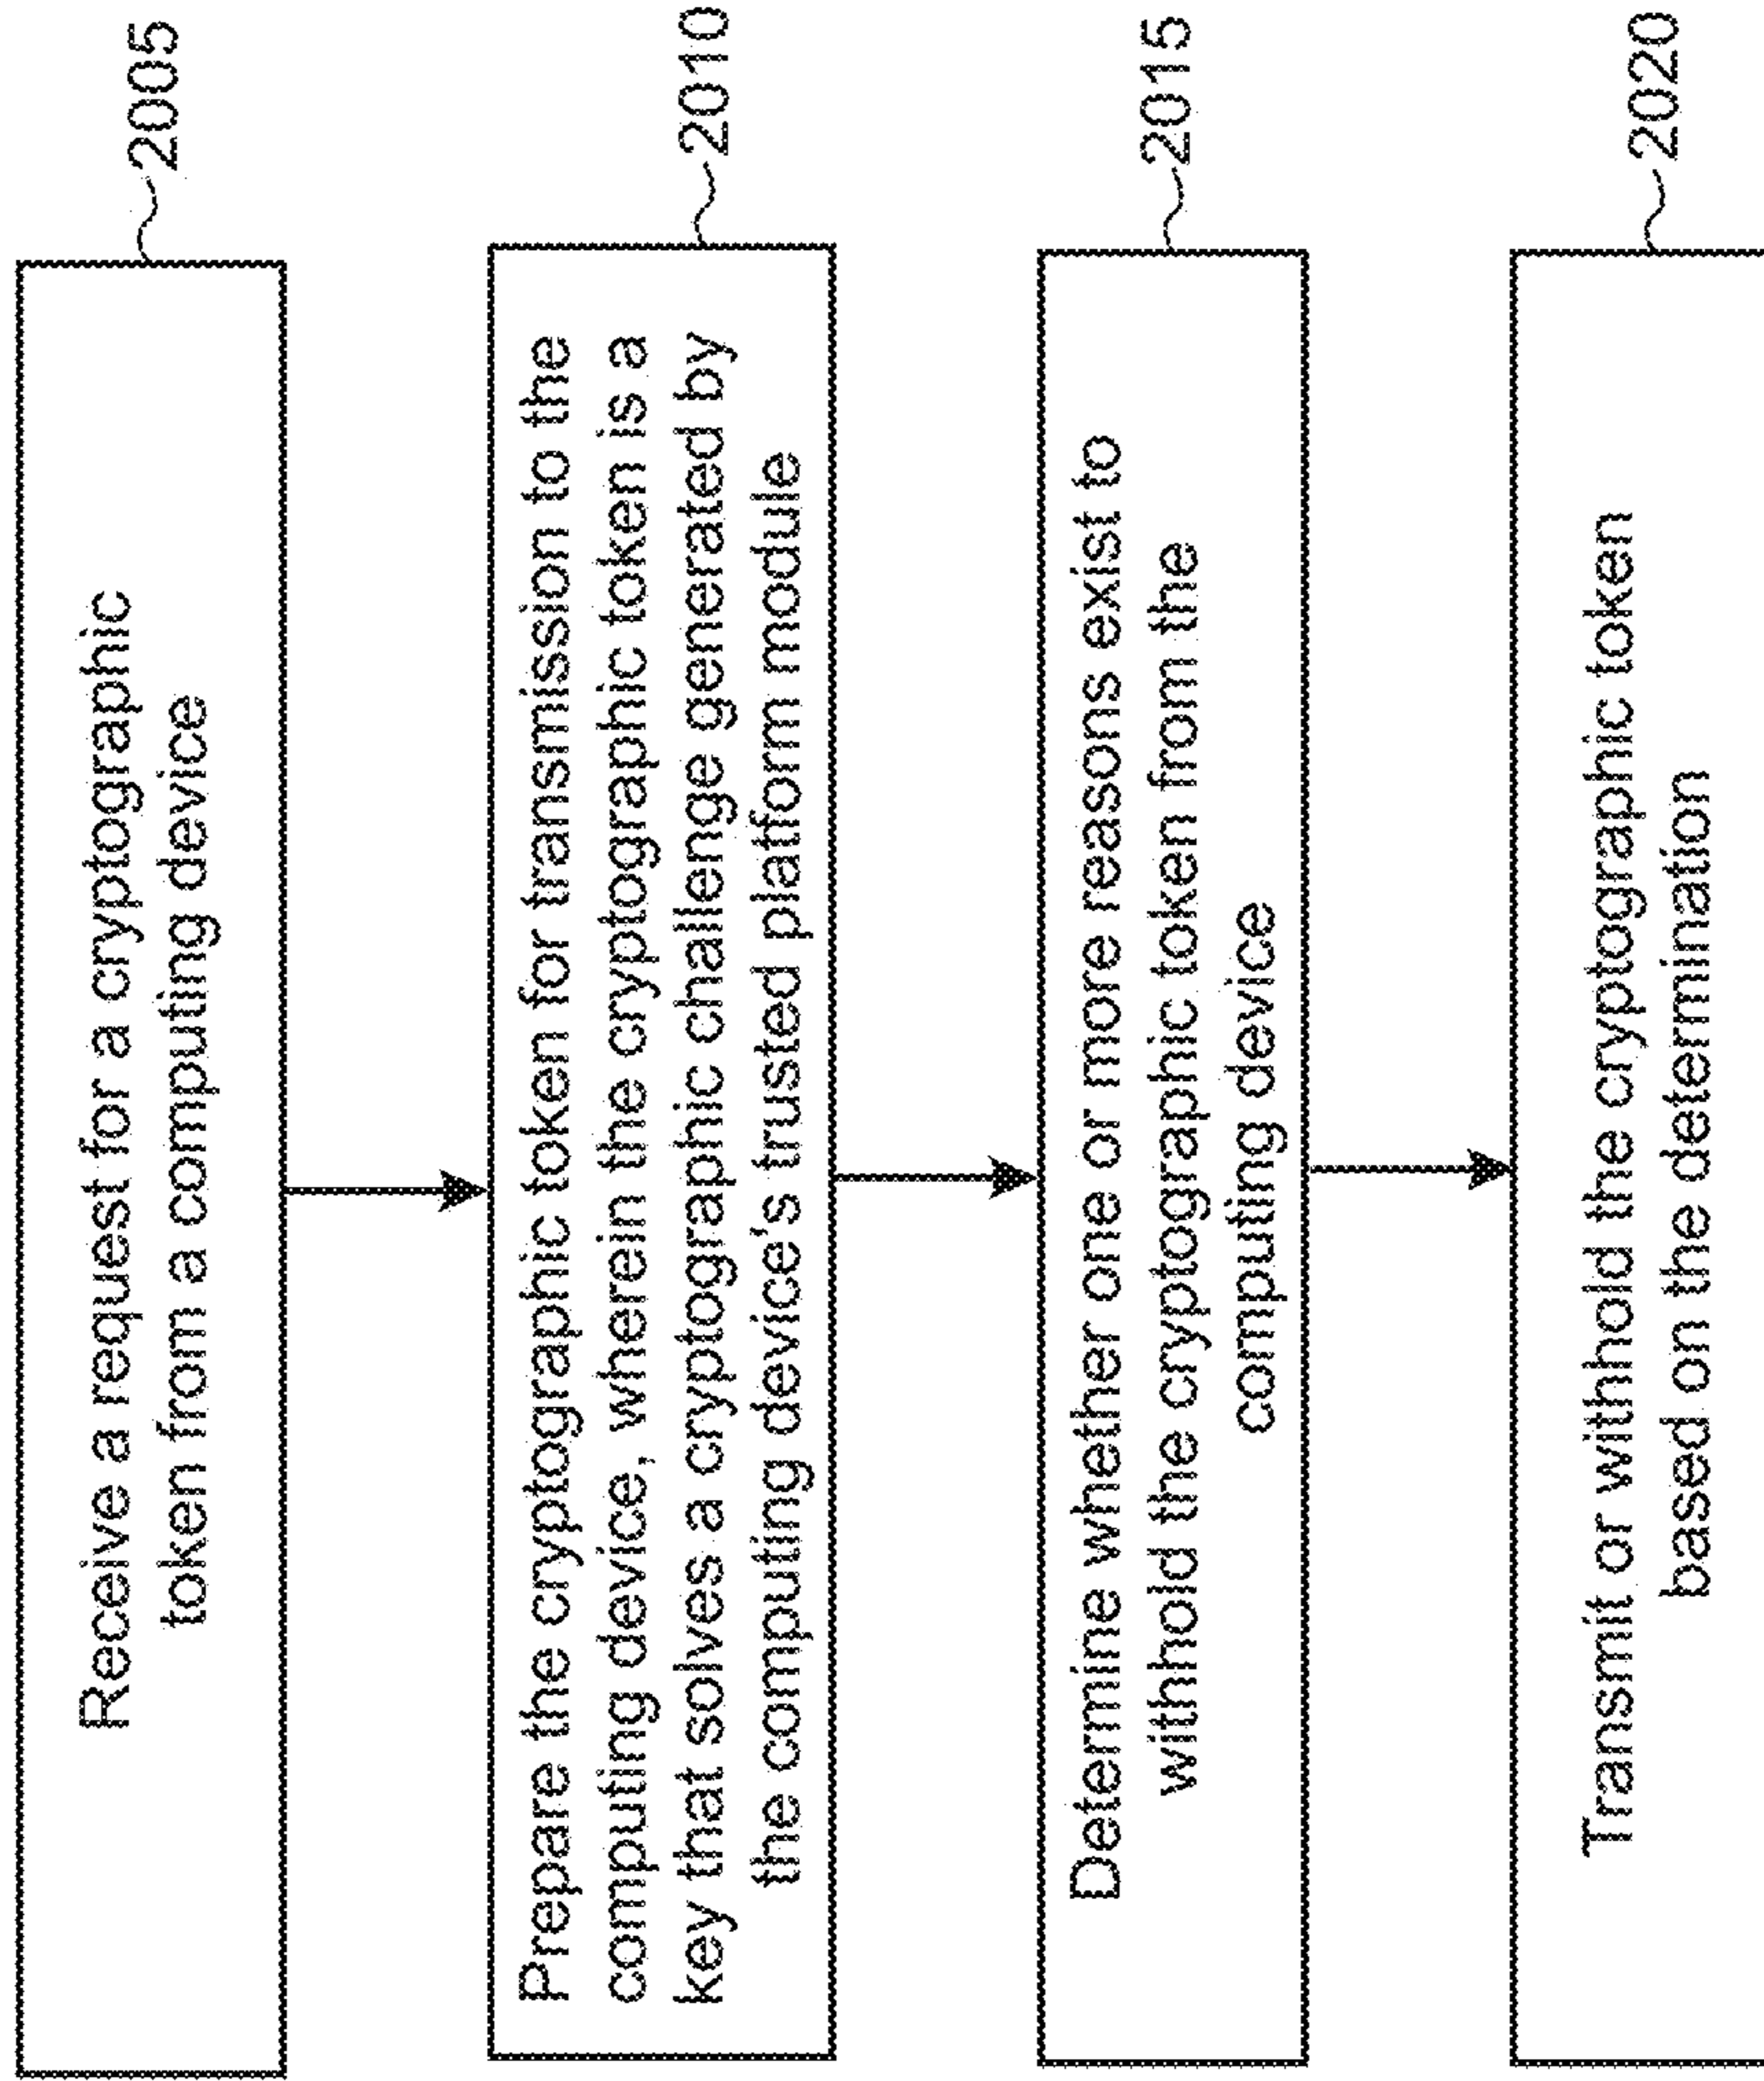 Receive a request for a cryptographic
token from a computing device
2005
Prepare the cryptographic token for transmission to the
computing device, wherein the cryptographic token is a
key that solves a cryptographic challenge generated by
the computing device's trusted platform module
2010
Determine whether one or more reasons exist to
withhold the cryptographic token from the
computing device
2015
Transmit or withhold the cryptographic token
based on the determination
2020